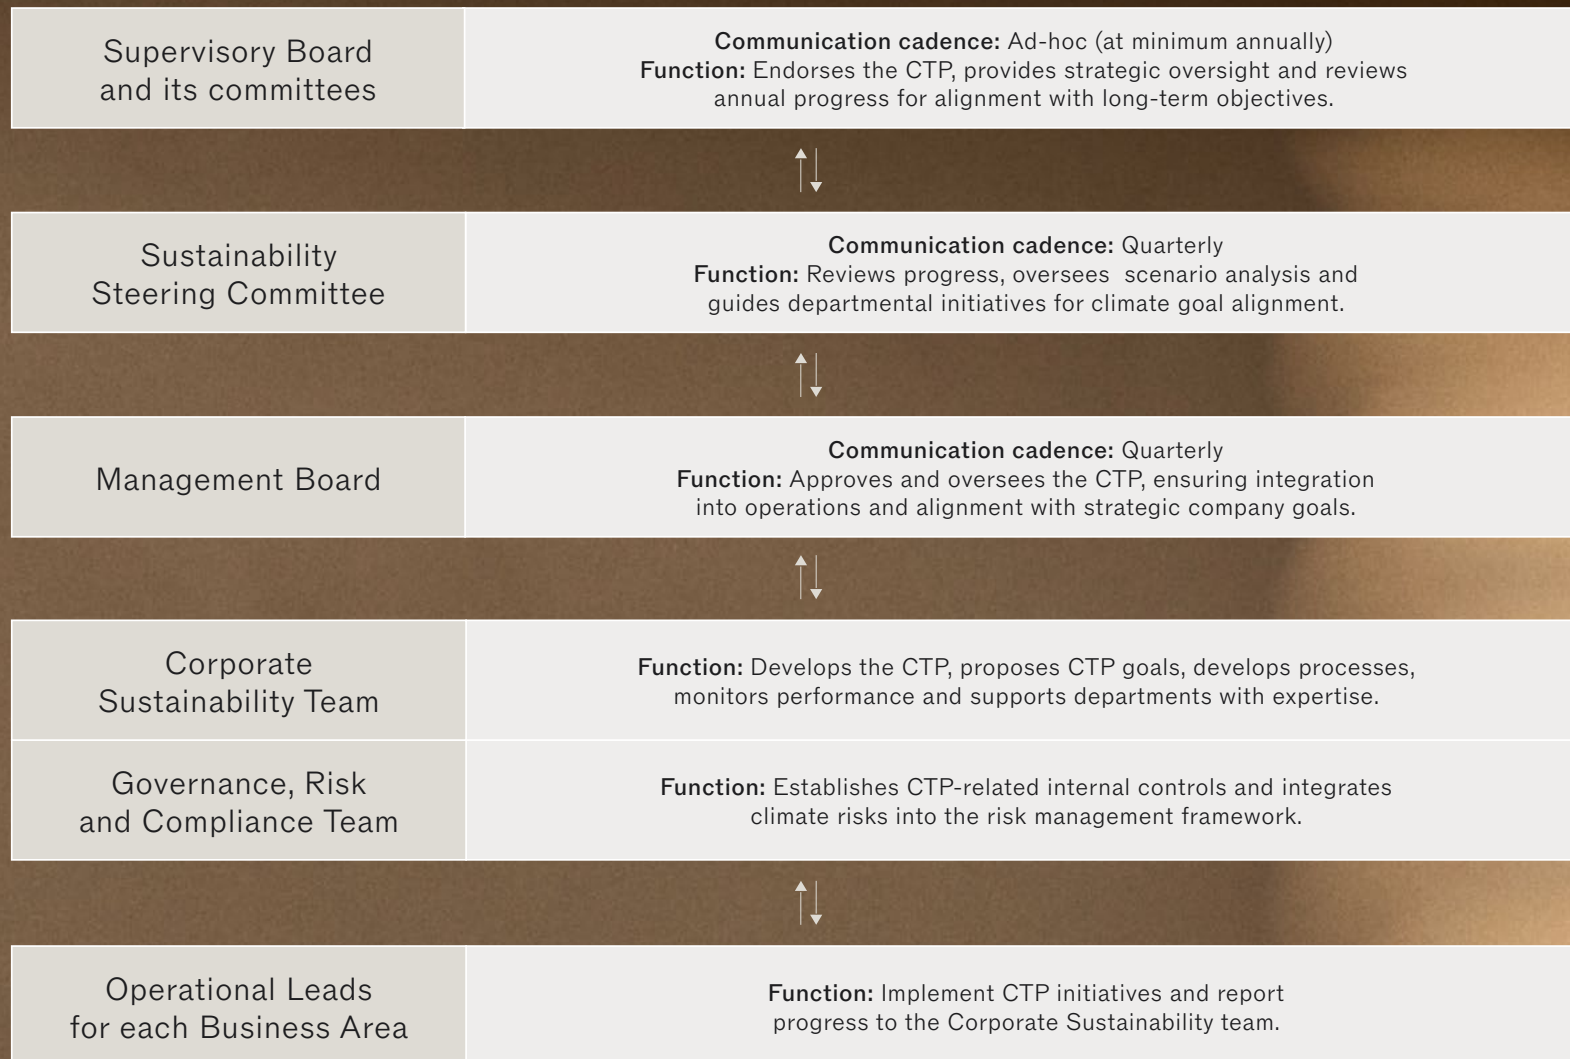 Supervisory Board
and its committees
Communication cadence: Ad-hoc (at minimum annually)
Function: Endorses the CTP, provides strategic oversight and reviews
annual progress for alignment with long-term objectives.
Sustainability
Steering Committee
Communication cadence: Quarterly
Function: Reviews progress, oversees  scenario analysis and
guides departmental initiatives for climate goal alignment.
Management Board
Communication cadence: Quarterly
Function: Approves and oversees the CTP, ensuring integration
into operations and alignment with strategic company goals.
Corporate
Sustainability Team
Function: Develops the CTP, proposes CTP goals, develops processes,
monitors performance and supports departments with expertise.
Governance, Risk
and Compliance Team
Function: Establishes CTP-related internal controls and integrates
climate risks into the risk management framework.
Operational Leads
for each Business Area
Function: Implement CTP initiatives and report
progress to the Corporate Sustainability team.